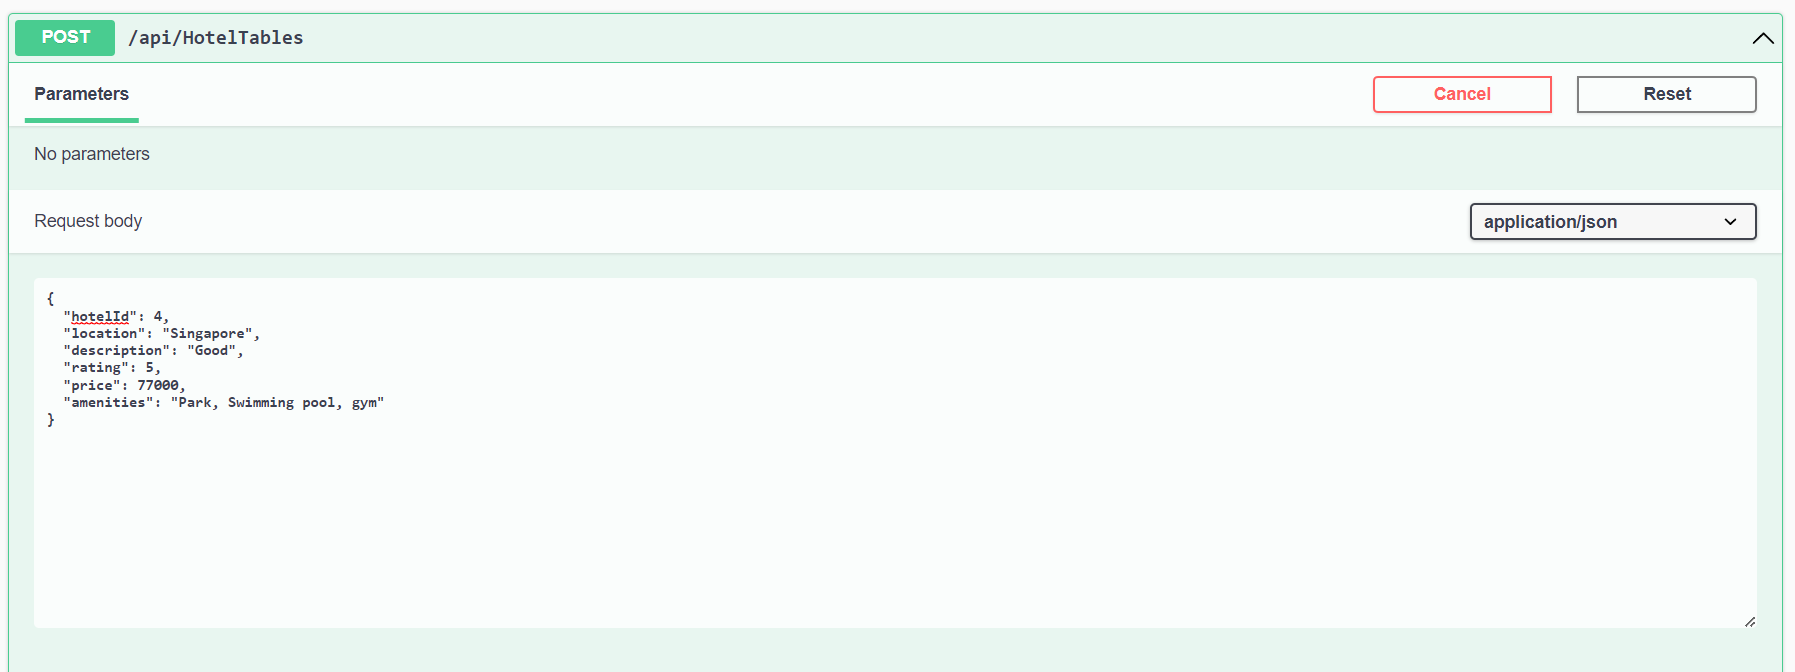 POST /api/HotelTables
Parameters
Cancel
Reset
No parameters
Request body
application/json
{
  "hotelId": 4,
  "location": "Singapore",
  "description": "Good",
  "rating": 5,
  "price": 77000,
  "amenities": "Park, Swimming pool, gym"
}